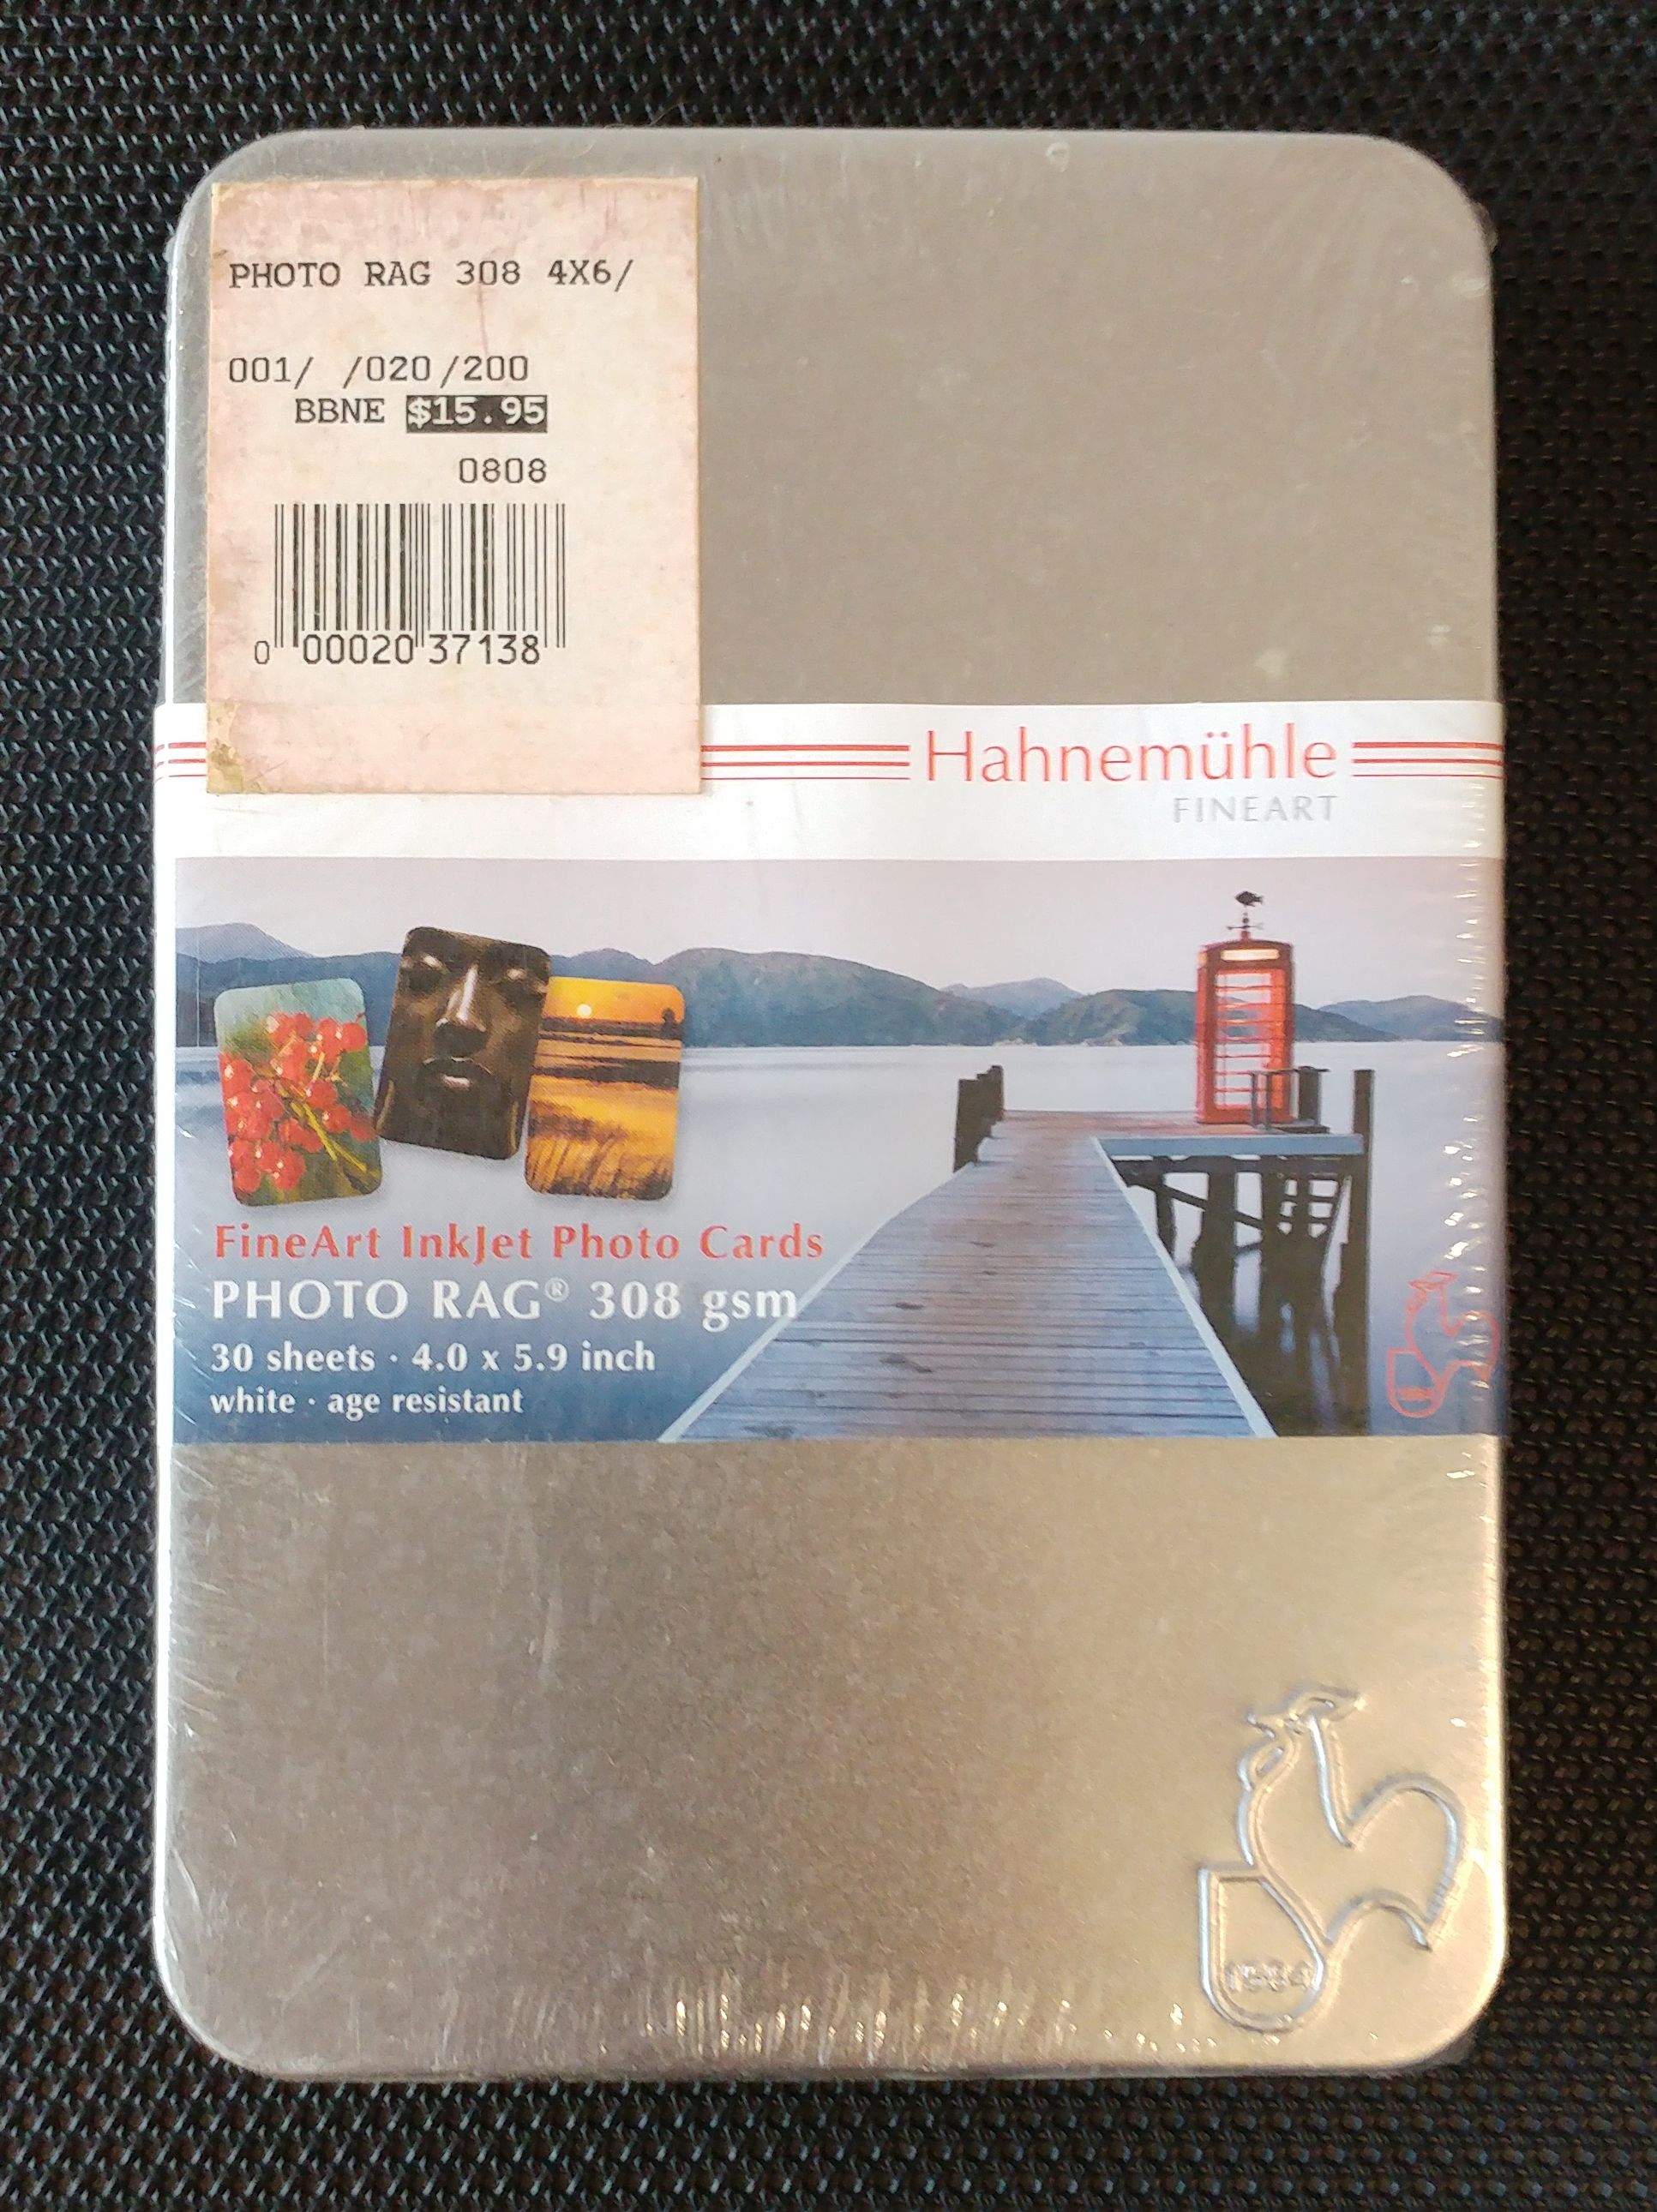 PHOTO RAG 308 4X6/
001/ /020/200
BBNE $15.95
0808
0 00020 37138
Hahnemühle
FINEART
FineArt InkJet Photo Cards
PHOTO RAG® 308 gsm
30 sheets · 4.0 x 5.9 inch
white · age resistant
1584